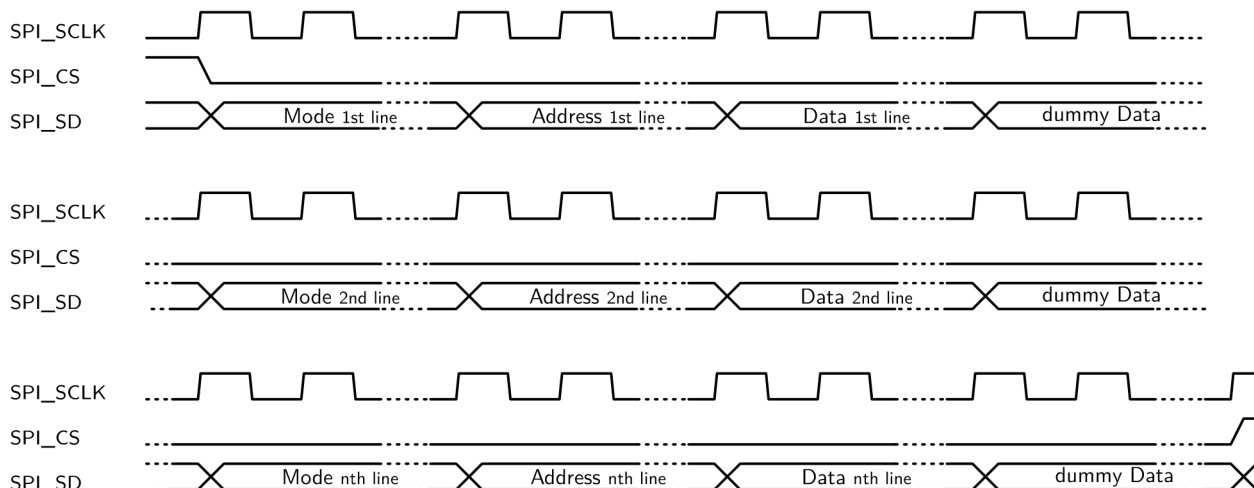 SPI_SCLK
SPI_CS
SPI_SD Mode 1st line Address 1st line Data 1st line dummy Data
SPI_SCLK
SPI_CS
SPI_SD Mode 2nd line Address 2nd line Data 2nd line dummy Data
SPI_SCLK
SPI_CS
SPI_SD Mode nth line Address nth line Data nth line dummy Data